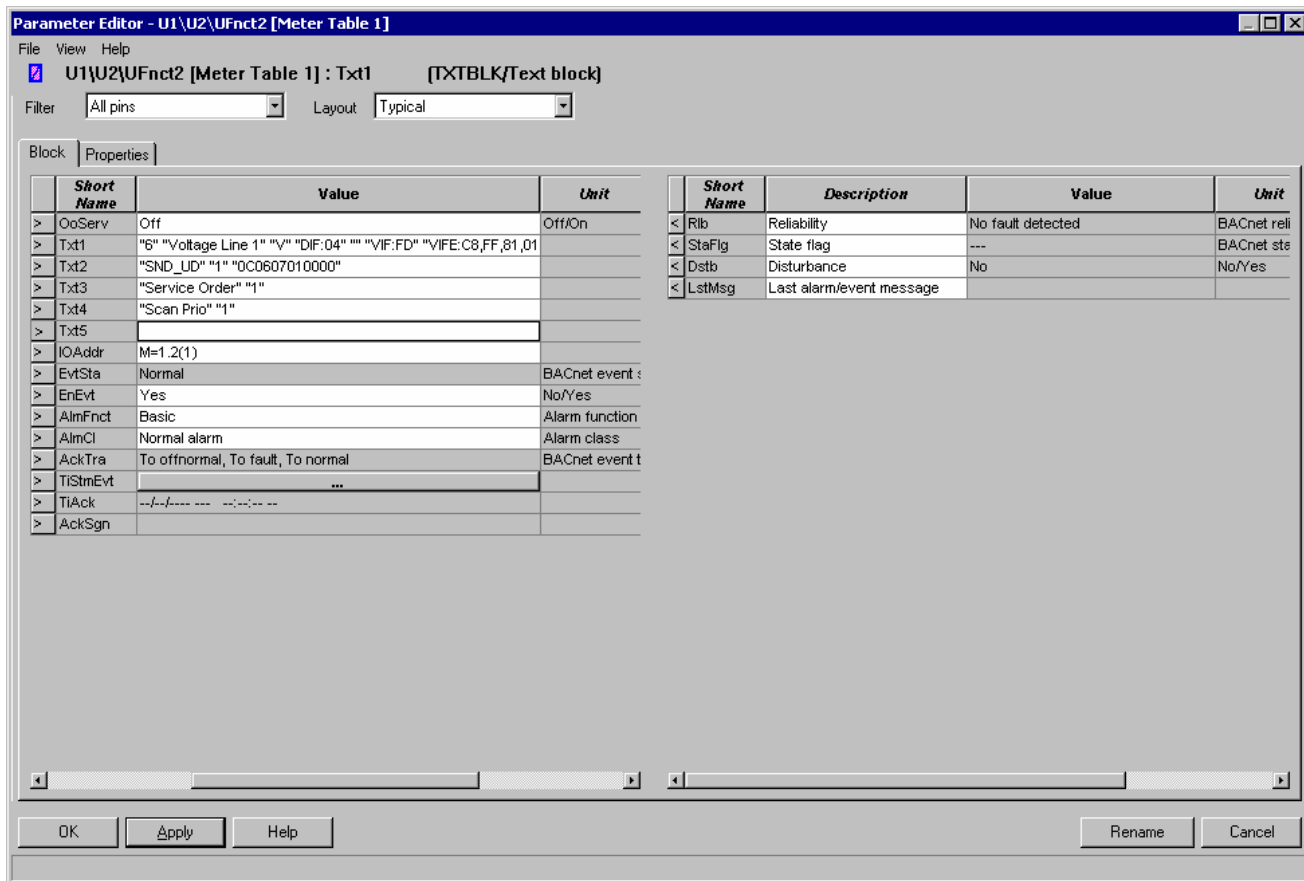 Parameter Editor - U1\U2\UFnct2 [Meter Table 1]
File View Help
U1\U2\UFnct2 [Meter Table 1] : Txt1 (TXTBLK/Text block)
Filter All pins Layout Typical
Block Properties
Short Name Value Unit Short Name Description Value Unit
> OoServ Off Off/On < Rlb Reliability No fault detected BACnet reli
> Txt1 "6" "Voltage Line 1" "V" "DIF:04" "" "VIF:FD" "VIFE:C8,FF,81,01 < StaFlg State flag --- BACnet sta
> Txt2 "SND_UD" "1" "0C0607010000" < Dstb Disturbance No No/Yes
> Txt3 "Service Order" "1" < LstMsg Last alarm/event message
> Txt4 "Scan Prio" "1"
> Txt5
> IOAddr M=1.2(1)
> EvtSta Normal BACnet event s
> EnEvt Yes No/Yes
> AlmFnct Basic Alarm function
> AlmCl Normal alarm Alarm class
> AckTra To offnormal, To fault, To normal BACnet event t
> TiStmEvt ...
> TiAck --/--/---- --- --:--:-- --
> AckSgn
OK Apply Help Rename Cancel